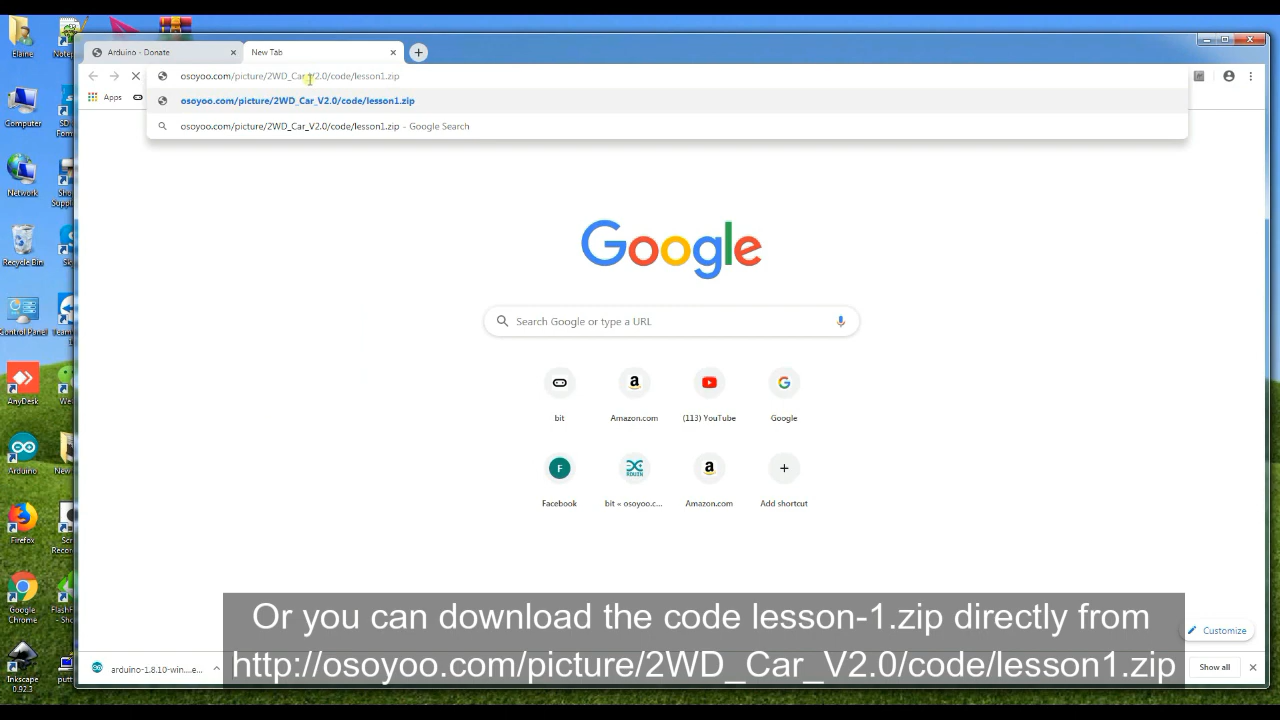 Arduino - Donate
New Tab
osoyoo.com/picture/2WD_Car_V2.0/code/lesson1.zip
Apps
osoyoo.com/picture/2WD_Car_V2.0/code/lesson1.zip
osoyoo.com/picture/2WD_Car_V2.0/code/lesson1.zip - Google Search
Elaine
Computer
Network
Recycle Bin
Control Panel
AnyDesk
Arduino
Firefox
Google
Chrome
Inkscape
0.92.3
Google
Search Google or type a URL
bit
Amazon.com
(113) YouTube
Google
F
Facebook
bit « osoyoo.c...
Amazon.com
Add shortcut
Customize
Or you can download the code lesson-1.zip directly from
http://osoyoo.com/picture/2WD_Car_V2.0/code/lesson1.zip
arduino-1.8.10-win....e...
Show all